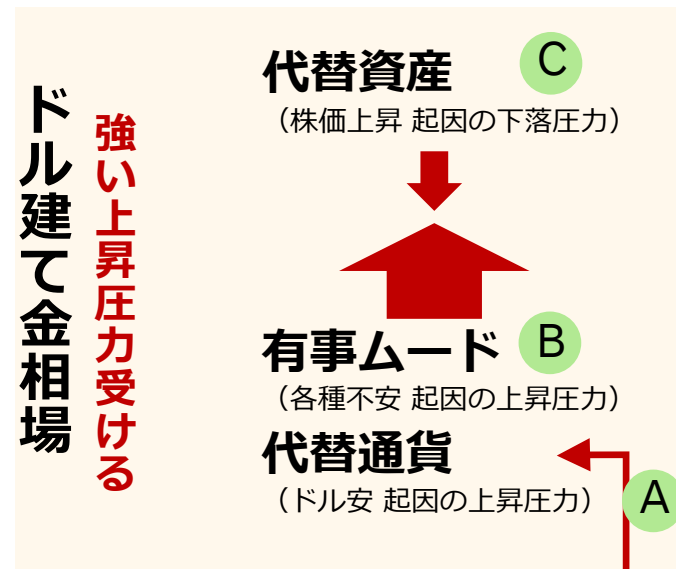 ドル建て金相場
強い上昇圧力受ける
代替資産
C
（株価上昇 起因の下落圧力）
有事ムード
B
（各種不安 起因の上昇圧力）
代替通貨
（ドル安 起因の上昇圧力）
A